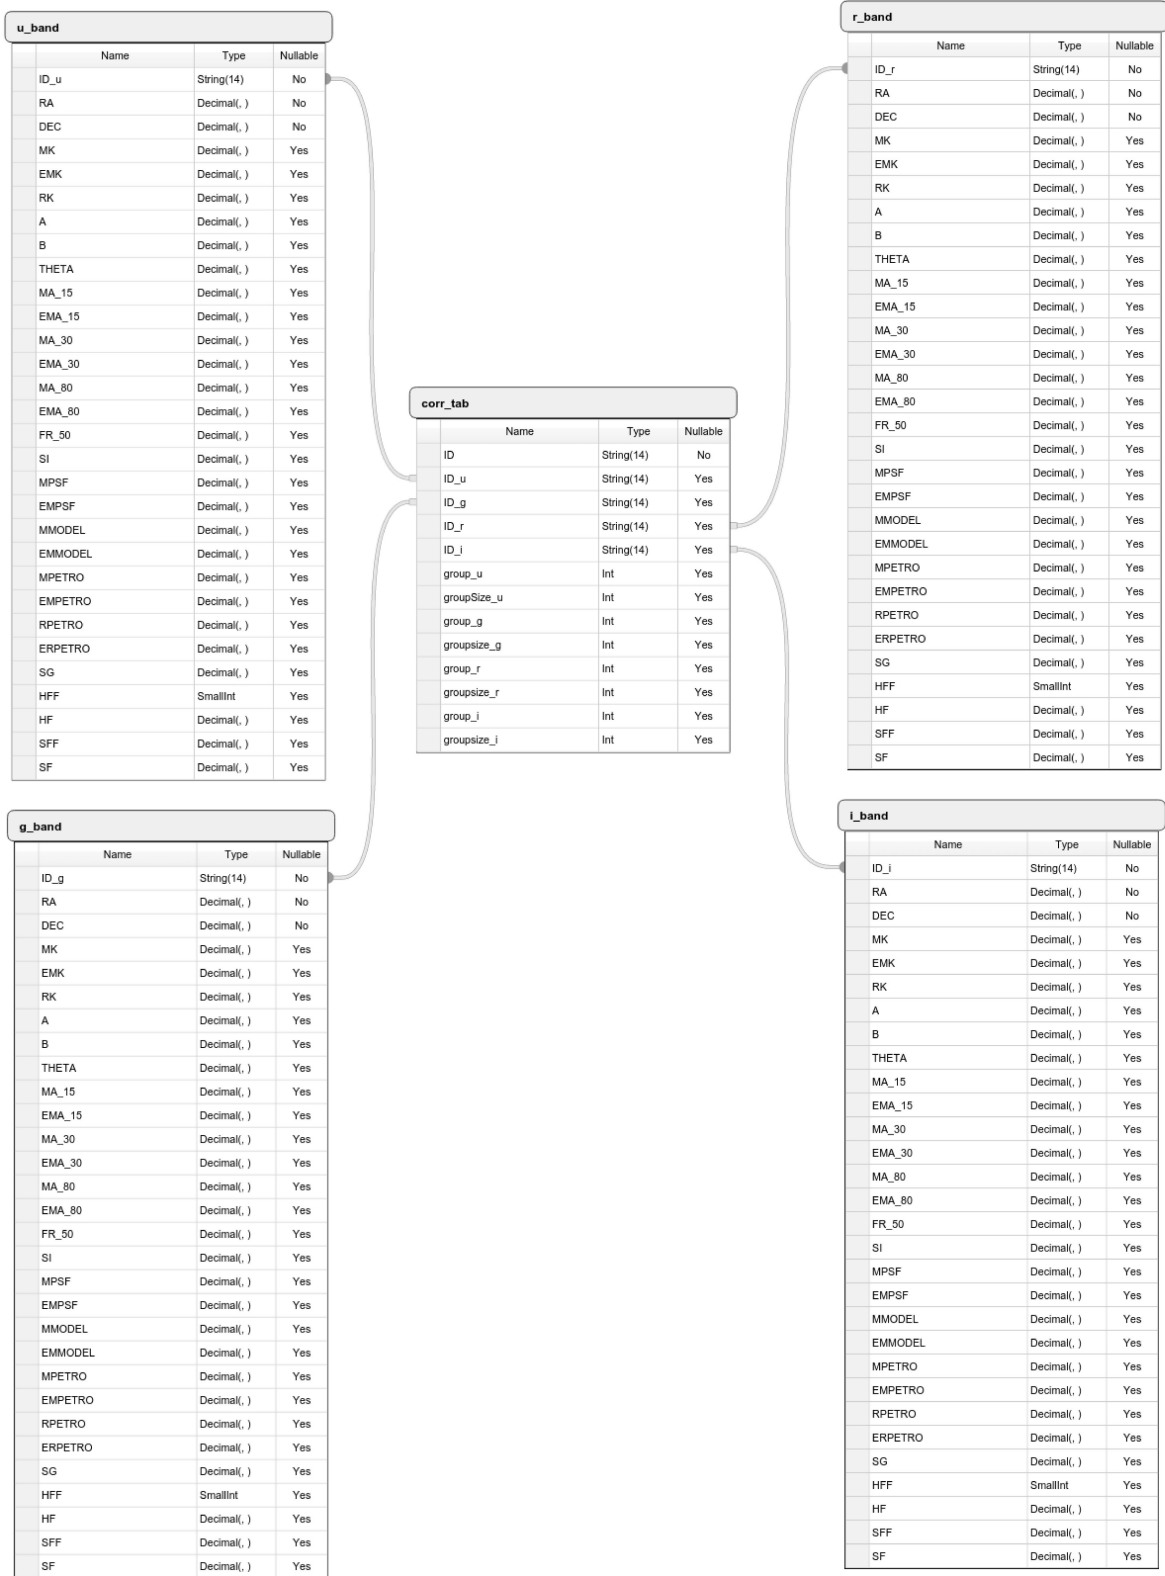 u_band
Name Type Nullable
ID_u String(14) No
RA Decimal(, ) No
DEC Decimal(, ) No
MK Decimal(, ) Yes
EMK Decimal(, ) Yes
RK Decimal(, ) Yes
A Decimal(, ) Yes
B Decimal(, ) Yes
THETA Decimal(, ) Yes
MA_15 Decimal(, ) Yes
EMA_15 Decimal(, ) Yes
MA_30 Decimal(, ) Yes
EMA_30 Decimal(, ) Yes
MA_80 Decimal(, ) Yes
EMA_80 Decimal(, ) Yes
FR_50 Decimal(, ) Yes
SI Decimal(, ) Yes
MPSF Decimal(, ) Yes
EMPSF Decimal(, ) Yes
MMODEL Decimal(, ) Yes
EMMODEL Decimal(, ) Yes
MPETRO Decimal(, ) Yes
EMPETRO Decimal(, ) Yes
RPETRO Decimal(, ) Yes
ERPETRO Decimal(, ) Yes
SG Decimal(, ) Yes
HFF SmallInt Yes
HF Decimal(, ) Yes
SFF Decimal(, ) Yes
SF Decimal(, ) Yes
g_band
Name Type Nullable
ID_g String(14) No
RA Decimal(, ) No
DEC Decimal(, ) No
MK Decimal(, ) Yes
EMK Decimal(, ) Yes
RK Decimal(, ) Yes
A Decimal(, ) Yes
B Decimal(, ) Yes
THETA Decimal(, ) Yes
MA_15 Decimal(, ) Yes
EMA_15 Decimal(, ) Yes
MA_30 Decimal(, ) Yes
EMA_30 Decimal(, ) Yes
MA_80 Decimal(, ) Yes
EMA_80 Decimal(, ) Yes
FR_50 Decimal(, ) Yes
SI Decimal(, ) Yes
MPSF Decimal(, ) Yes
EMPSF Decimal(, ) Yes
MMODEL Decimal(, ) Yes
EMMODEL Decimal(, ) Yes
MPETRO Decimal(, ) Yes
EMPETRO Decimal(, ) Yes
RPETRO Decimal(, ) Yes
ERPETRO Decimal(, ) Yes
SG Decimal(, ) Yes
HFF SmallInt Yes
HF Decimal(, ) Yes
SFF Decimal(, ) Yes
SF Decimal(, ) Yes
corr_tab
Name Type Nullable
ID String(14) No
ID_u String(14) Yes
ID_g String(14) Yes
ID_r String(14) Yes
ID_i String(14) Yes
group_u Int Yes
groupSize_u Int Yes
group_g Int Yes
groupsize_g Int Yes
group_r Int Yes
groupsize_r Int Yes
group_i Int Yes
groupsize_i Int Yes
r_band
Name Type Nullable
ID_r String(14) No
RA Decimal(, ) No
DEC Decimal(, ) No
MK Decimal(, ) Yes
EMK Decimal(, ) Yes
RK Decimal(, ) Yes
A Decimal(, ) Yes
B Decimal(, ) Yes
THETA Decimal(, ) Yes
MA_15 Decimal(, ) Yes
EMA_15 Decimal(, ) Yes
MA_30 Decimal(, ) Yes
EMA_30 Decimal(, ) Yes
MA_80 Decimal(, ) Yes
EMA_80 Decimal(, ) Yes
FR_50 Decimal(, ) Yes
SI Decimal(, ) Yes
MPSF Decimal(, ) Yes
EMPSF Decimal(, ) Yes
MMODEL Decimal(, ) Yes
EMMODEL Decimal(, ) Yes
MPETRO Decimal(, ) Yes
EMPETRO Decimal(, ) Yes
RPETRO Decimal(, ) Yes
ERPETRO Decimal(, ) Yes
SG Decimal(, ) Yes
HFF SmallInt Yes
HF Decimal(, ) Yes
SFF Decimal(, ) Yes
SF Decimal(, ) Yes
i_band
Name Type Nullable
ID_i String(14) No
RA Decimal(, ) No
DEC Decimal(, ) No
MK Decimal(, ) Yes
EMK Decimal(, ) Yes
RK Decimal(, ) Yes
A Decimal(, ) Yes
B Decimal(, ) Yes
THETA Decimal(, ) Yes
MA_15 Decimal(, ) Yes
EMA_15 Decimal(, ) Yes
MA_30 Decimal(, ) Yes
EMA_30 Decimal(, ) Yes
MA_80 Decimal(, ) Yes
EMA_80 Decimal(, ) Yes
FR_50 Decimal(, ) Yes
SI Decimal(, ) Yes
MPSF Decimal(, ) Yes
EMPSF Decimal(, ) Yes
MMODEL Decimal(, ) Yes
EMMODEL Decimal(, ) Yes
MPETRO Decimal(, ) Yes
EMPETRO Decimal(, ) Yes
RPETRO Decimal(, ) Yes
ERPETRO Decimal(, ) Yes
SG Decimal(, ) Yes
HFF SmallInt Yes
HF Decimal(, ) Yes
SFF Decimal(, ) Yes
SF Decimal(, ) Yes